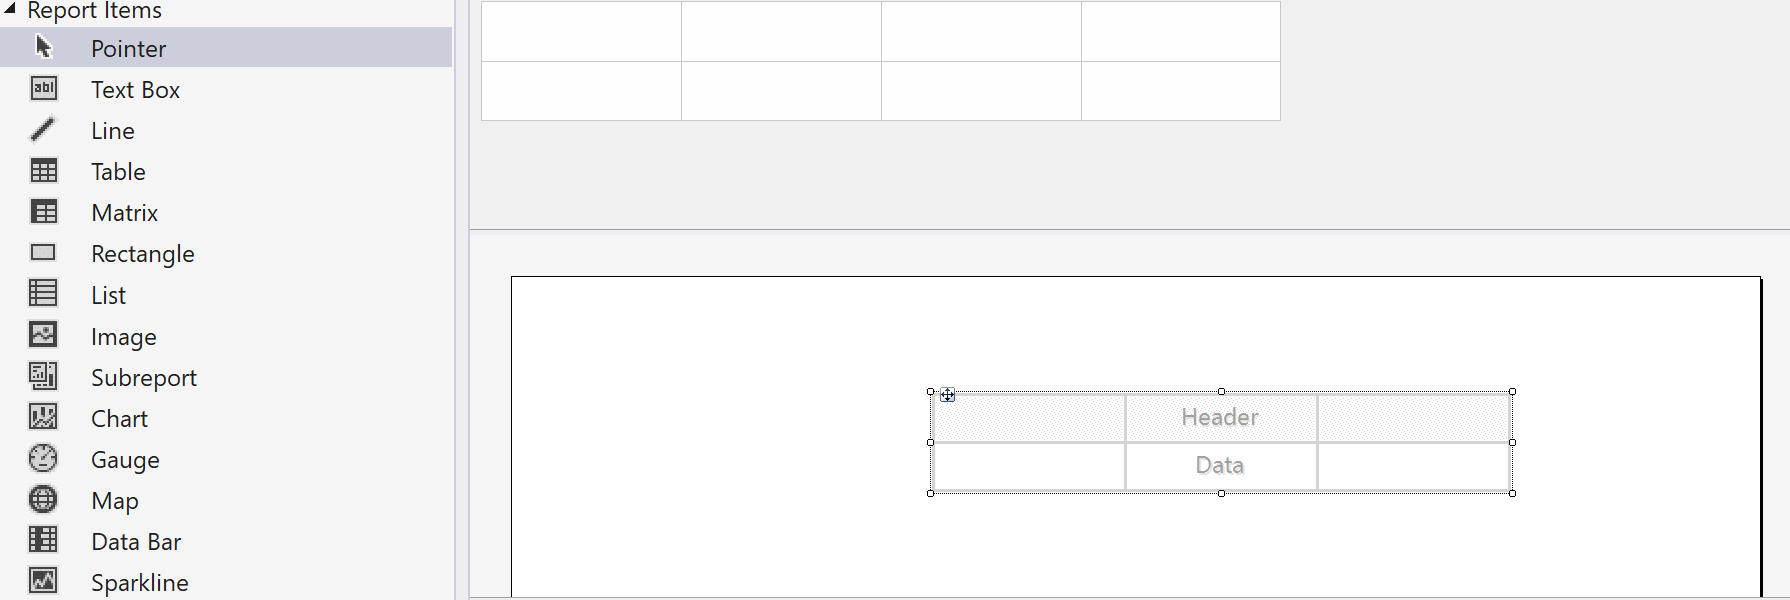 Report Items
Pointer
Text Box
Line
Table
Matrix
Rectangle
List
Image
Subreport
Chart
Gauge
Map
Data Bar
Sparkline
Header
Data